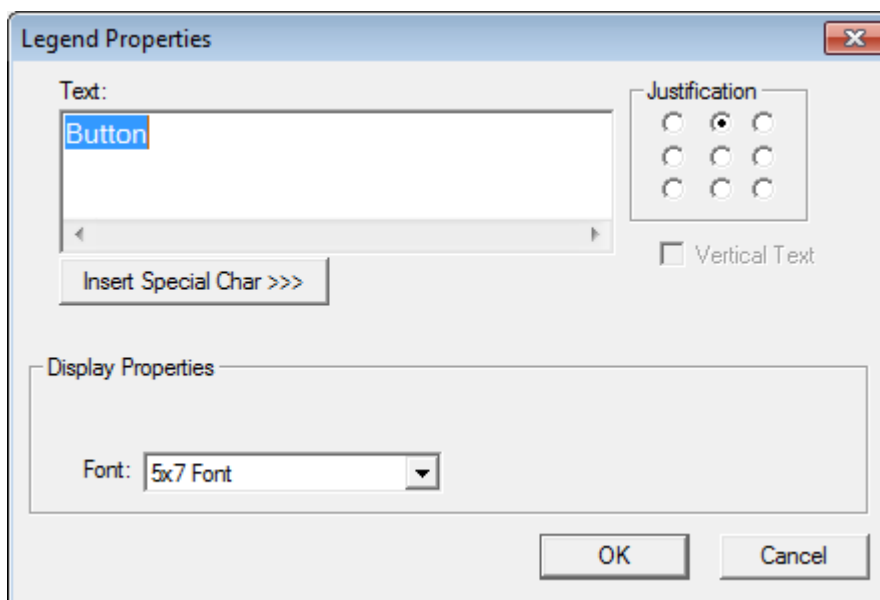 Legend Properties
Text:
Justification
Button
Vertical Text
Insert Special Char >>>
Display Properties
Font: 5x7 Font
OK Cancel